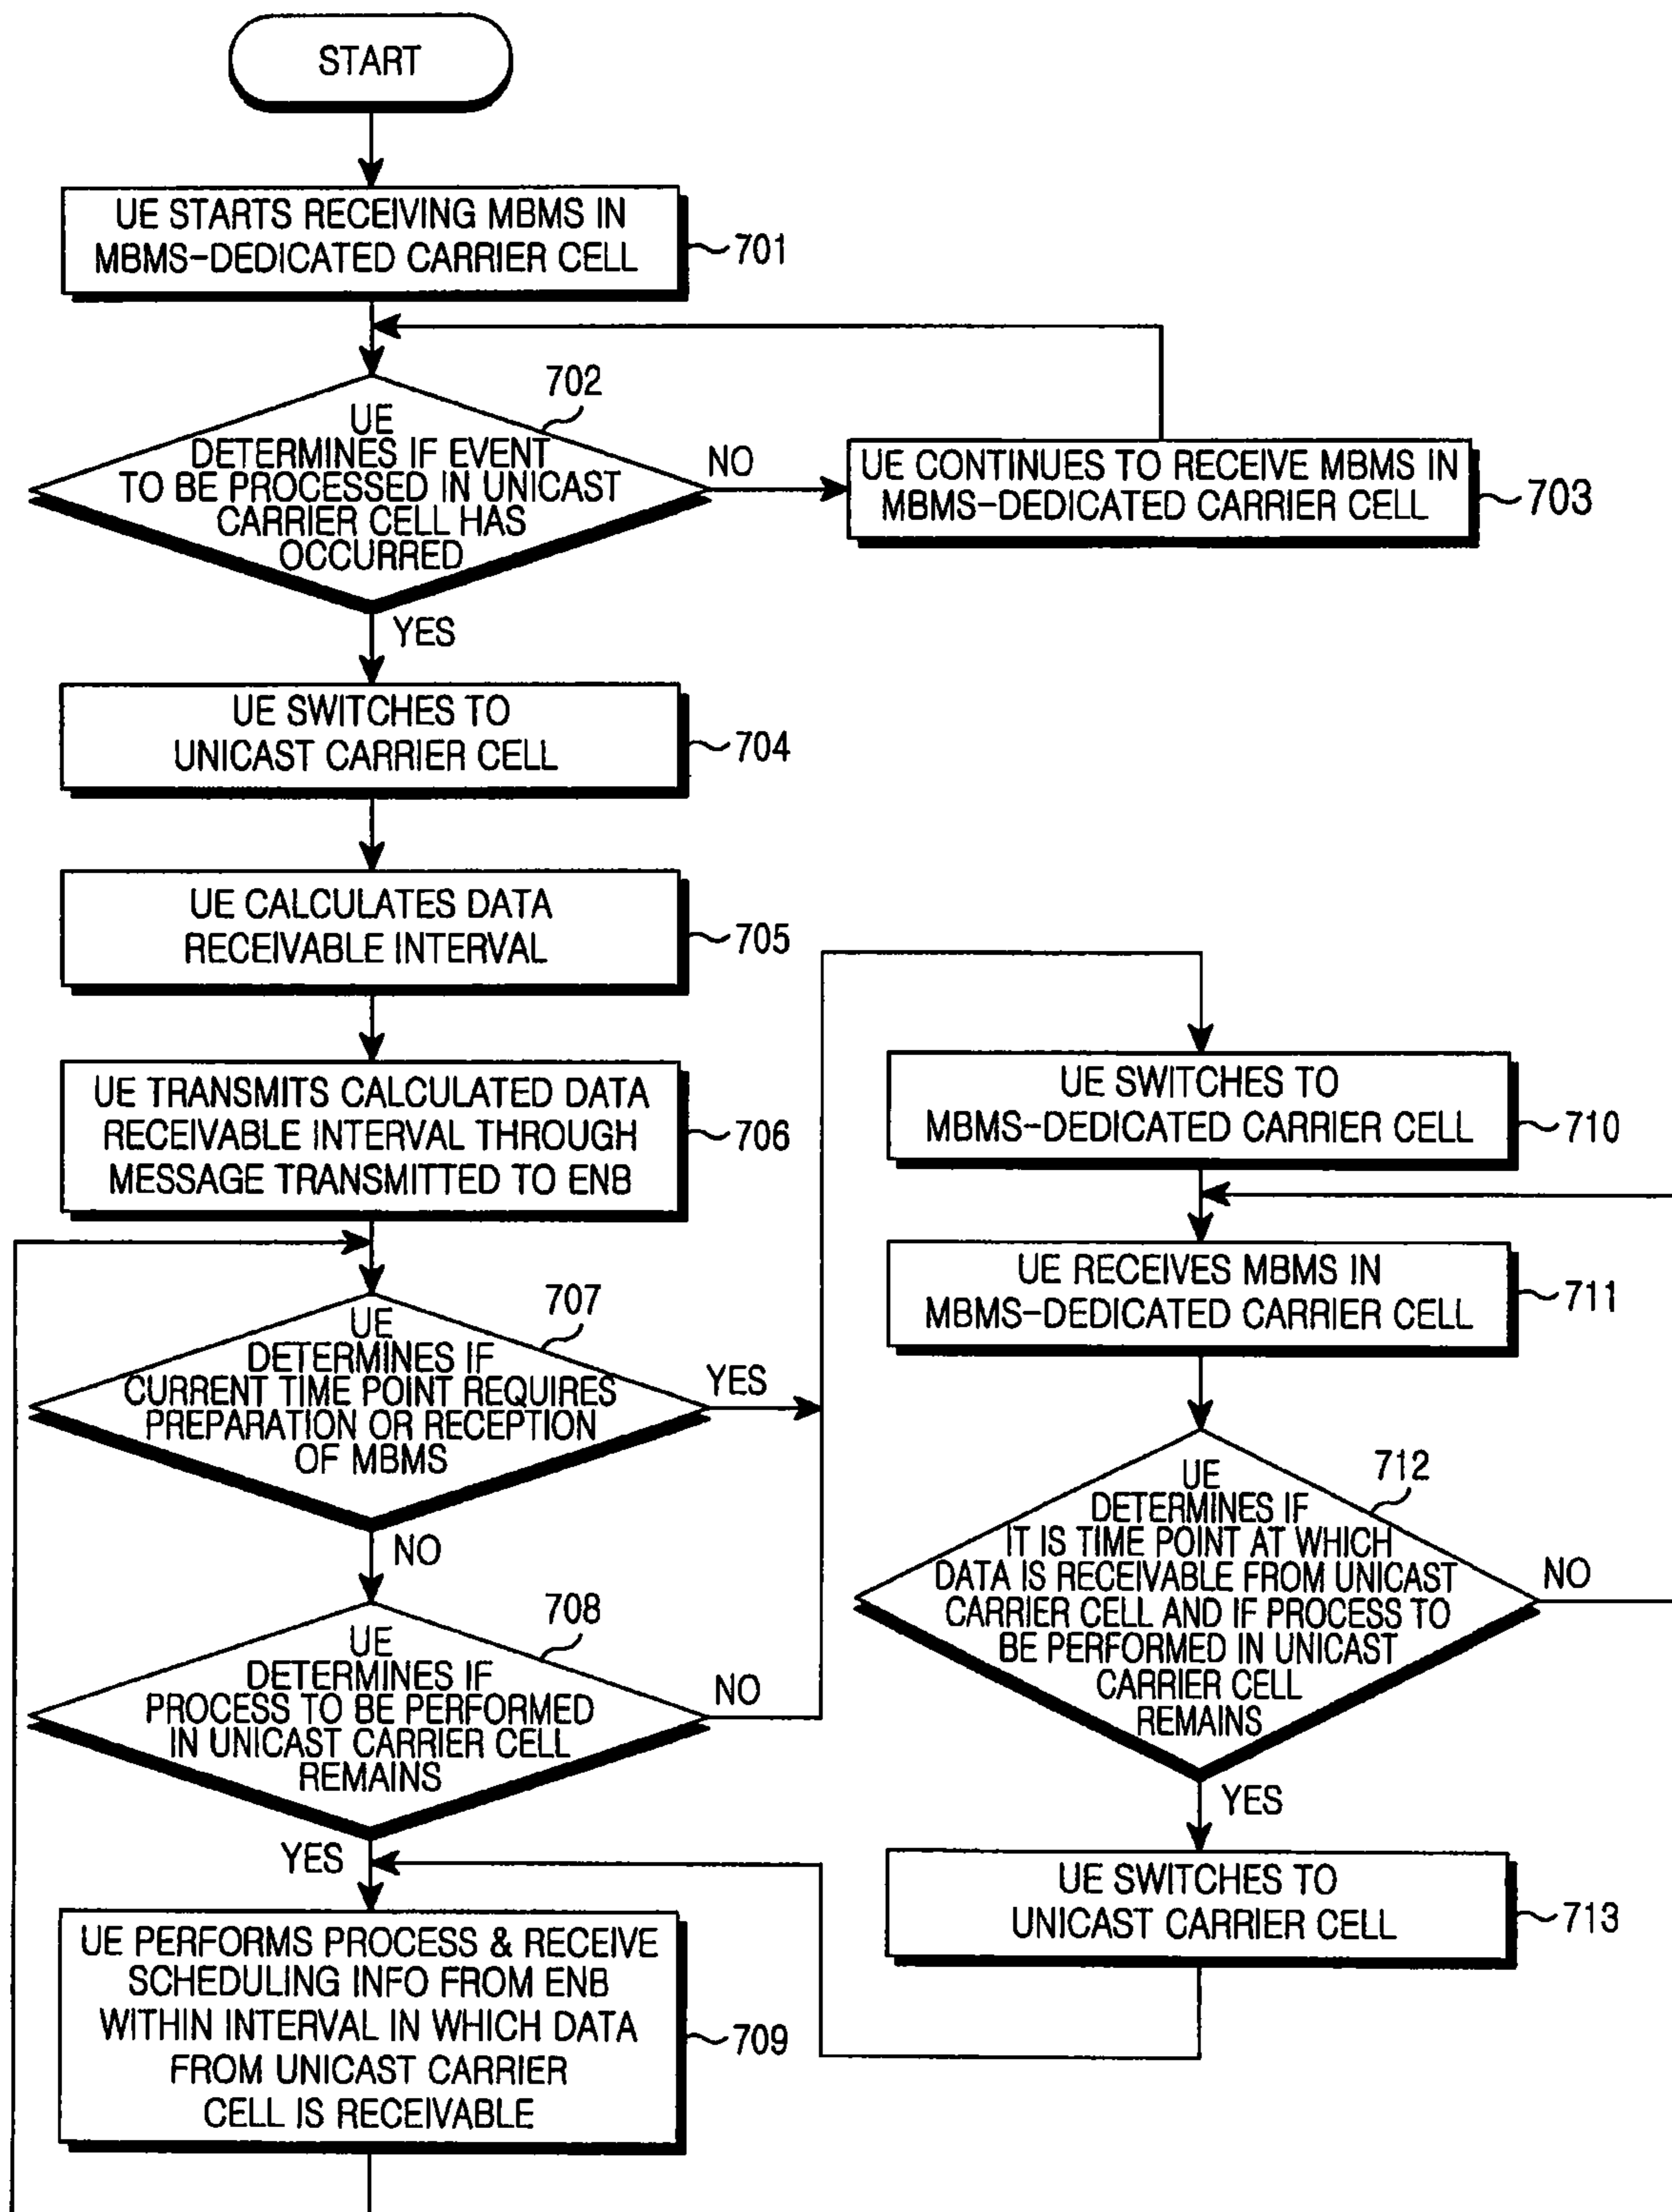 START
UE STARTS RECEIVING MBMS IN
MBMS-DEDICATED CARRIER CELL
701
702
UE
DETERMINES IF EVENT
TO BE PROCESSED IN UNICAST
CARRIER CELL HAS
OCCURRED
NO
UE CONTINUES TO RECEIVE MBMS IN
MBMS-DEDICATED CARRIER CELL
703
YES
UE SWITCHES TO
UNICAST CARRIER CELL
704
UE CALCULATES DATA
RECEIVABLE INTERVAL
705
UE TRANSMITS CALCULATED DATA
RECEIVABLE INTERVAL THROUGH
MESSAGE TRANSMITTED TO ENB
706
707
UE
DETERMINES IF
CURRENT TIME POINT REQUIRES
PREPARATION OR RECEPTION
OF MBMS
YES
NO
708
UE
DETERMINES IF
PROCESS TO BE PERFORMED
IN UNICAST CARRIER CELL
REMAINS
NO
YES
UE PERFORMS PROCESS & RECEIVE
SCHEDULING INFO FROM ENB
WITHIN INTERVAL IN WHICH DATA
FROM UNICAST CARRIER
CELL IS RECEIVABLE
709
UE SWITCHES TO
MBMS-DEDICATED CARRIER CELL
710
UE RECEIVES MBMS IN
MBMS-DEDICATED CARRIER CELL
711
712
UE
DETERMINES IF
IT IS TIME POINT AT WHICH
DATA IS RECEIVABLE FROM UNICAST
CARRIER CELL AND IF PROCESS TO
BE PERFORMED IN UNICAST
CARRIER CELL
REMAINS
NO
YES
UE SWITCHES TO
UNICAST CARRIER CELL
713